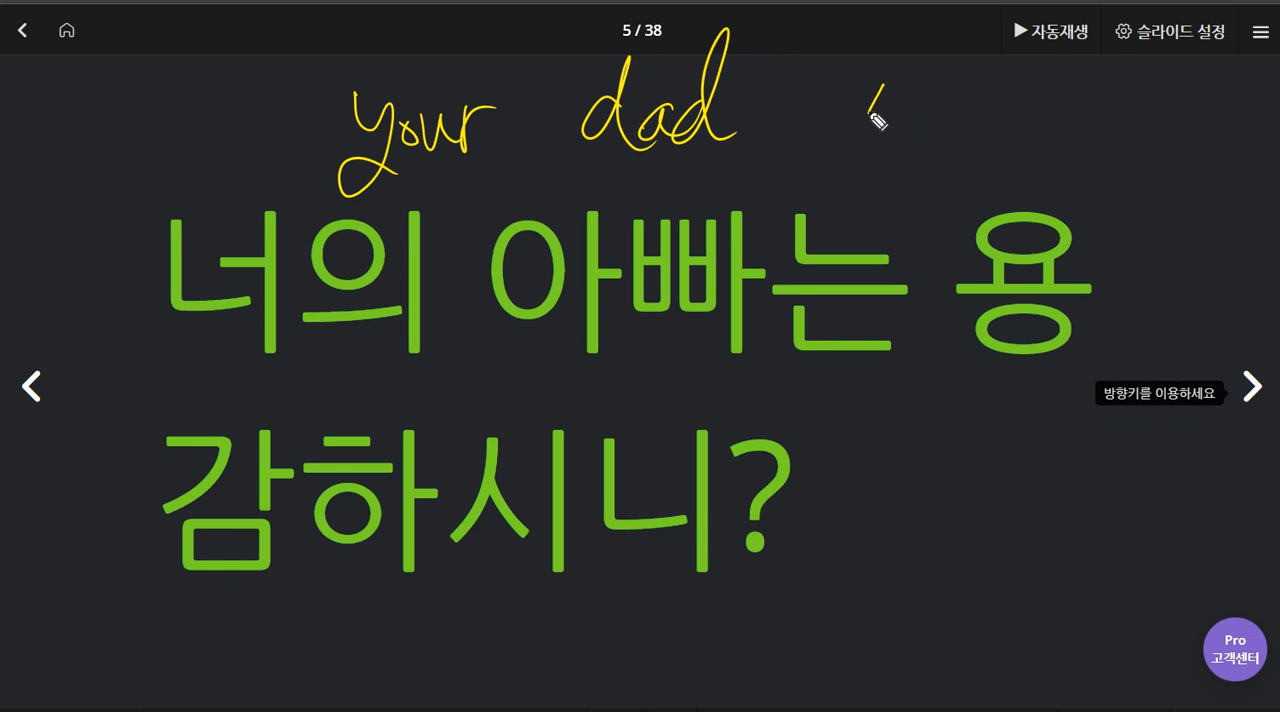 5 / 38
▶ 자동재생
슬라이드 설정
your dad
너의 아빠는 용
감하시니?
방향키를 이용하세요
Pro
고객센터